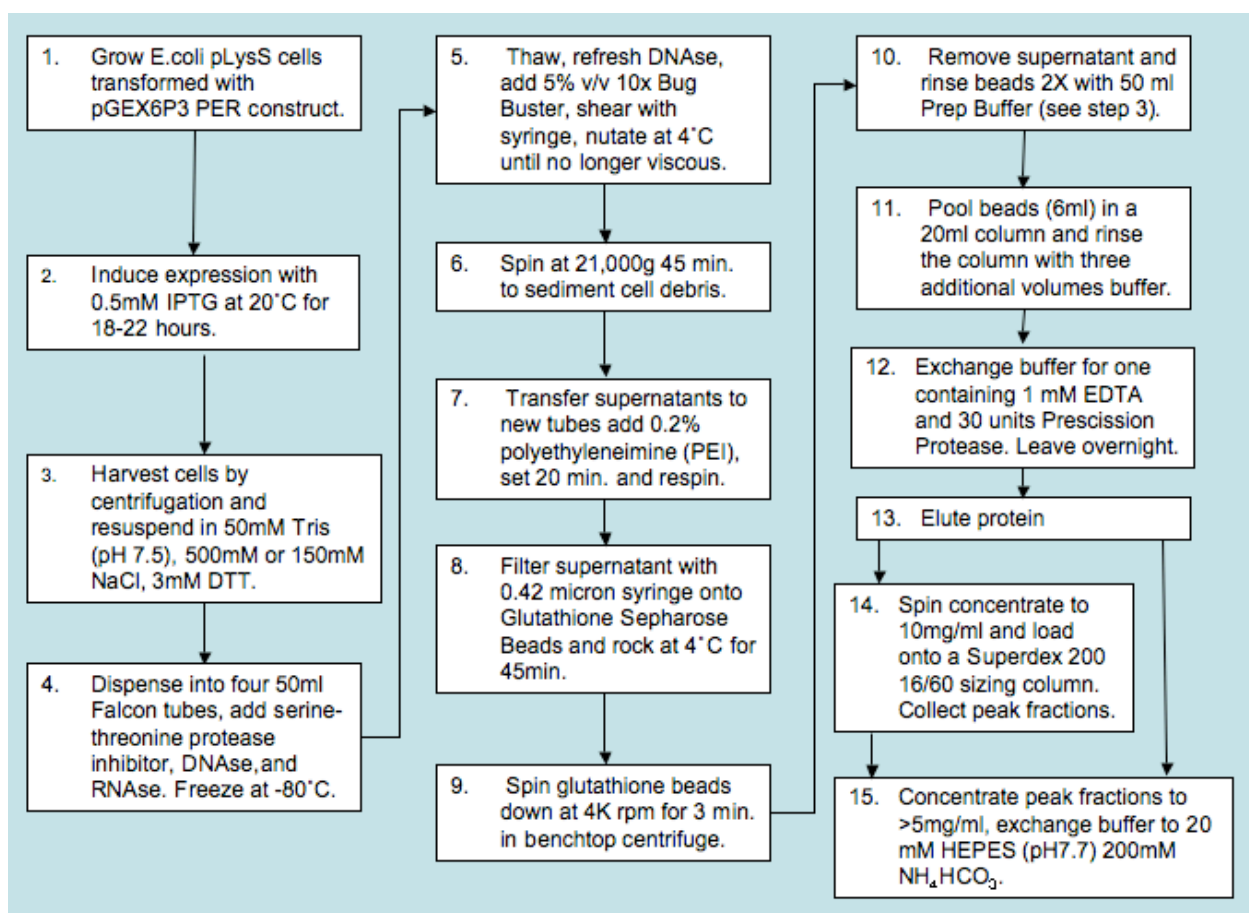 1. Grow E.coli pLysS cells
transformed with
pGEX6P3 PER construct.
2. Induce expression with
0.5mM IPTG at 20˚C for
18-22 hours.
3. Harvest cells by
centrifugation and
resuspend in 50mM Tris
(pH 7.5), 500mM or 150mM
NaCl, 3mM DTT.
4. Dispense into four 50ml
Falcon tubes, add serine-
threonine protease
inhibitor, DNAse,and
RNAse. Freeze at -80˚C.
5. Thaw, refresh DNAse,
add 5% v/v 10x Bug
Buster, shear with
syringe, nutate at 4˚C
until no longer viscous.
6. Spin at 21,000g 45 min.
to sediment cell debris.
7. Transfer supernatants to
new tubes add 0.2%
polyethyleneimine (PEI),
set 20 min. and respin.
8. Filter supernatant with
0.42 micron syringe onto
Glutathione Sepharose
Beads and rock at 4˚C for
45min.
9. Spin glutathione beads
down at 4K rpm for 3 min.
in benchtop centrifuge.
10. Remove supernatant and
rinse beads 2X with 50 ml
Prep Buffer (see step 3).
11. Pool beads (6ml) in a
20ml column and rinse
the column with three
additional volumes buffer.
12. Exchange buffer for one
containing 1 mM EDTA
and 30 units Prescission
Protease. Leave overnight.
13. Elute protein
14. Spin concentrate to
10mg/ml and load
onto a Superdex 200
16/60 sizing column.
Collect peak fractions.
15. Concentrate peak fractions to
>5mg/ml, exchange buffer to 20
mM HEPES (pH7.7) 200mM
NH₄HCO₃.